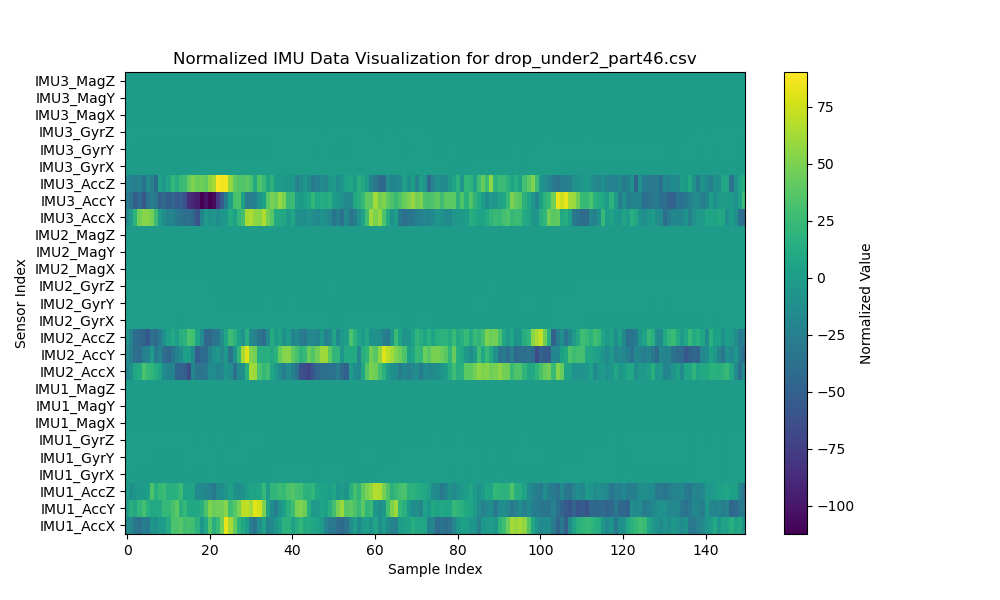 Normalized IMU Data Visualization for drop_under2_part46.csv
IMU3_MagZ
IMU3_MagY
IMU3_MagX
IMU3_GyrZ
IMU3_GyrY
IMU3_GyrX
IMU3_AccZ
IMU3_AccY
IMU3_AccX
IMU2_MagZ
IMU2_MagY
IMU2_MagX
IMU2_GyrZ
IMU2_GyrY
IMU2_GyrX
IMU2_AccZ
IMU2_AccY
IMU2_AccX
IMU1_MagZ
IMU1_MagY
IMU1_MagX
IMU1_GyrZ
IMU1_GyrY
IMU1_GyrX
IMU1_AccZ
IMU1_AccY
IMU1_AccX
Sensor Index
0 20 40 60 80 100 120 140
Sample Index
75
50
25
0
−25
−50
−75
−100
Normalized Value